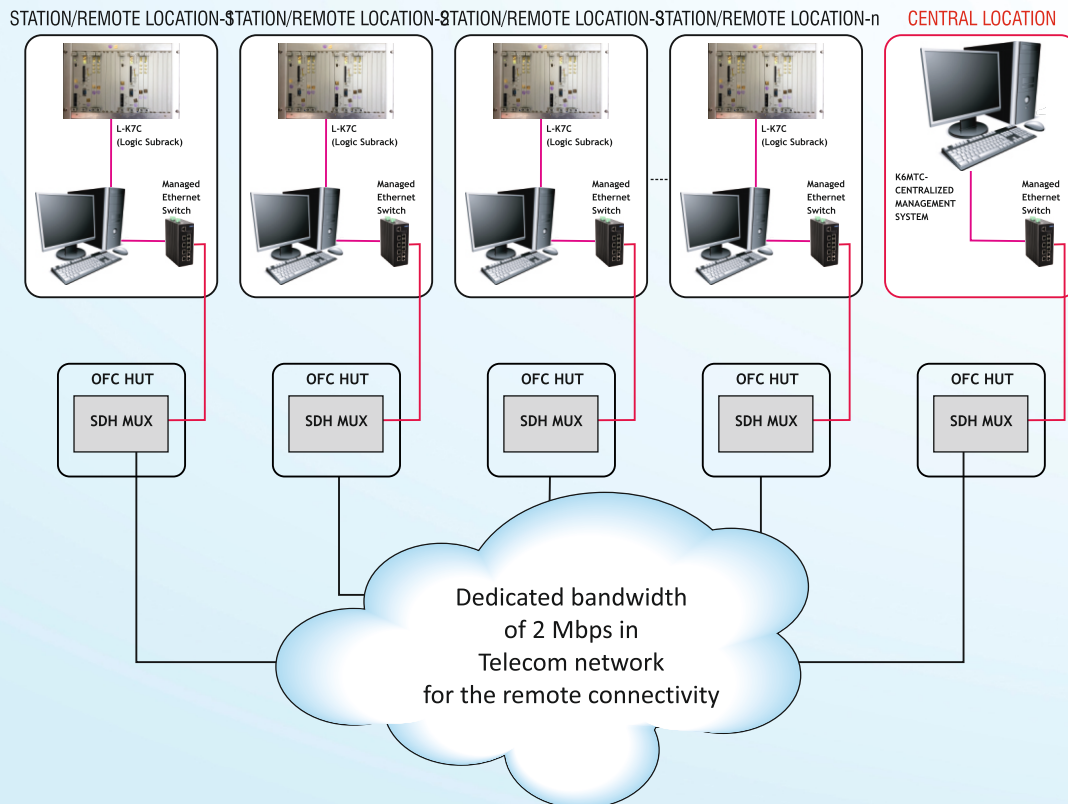 STATION/REMOTE LOCATION-1
STATION/REMOTE LOCATION-2
STATION/REMOTE LOCATION-3
STATION/REMOTE LOCATION-n
CENTRAL LOCATION
L-K7C
(Logic Subrack)
Managed
Ethernet
Switch
L-K7C
(Logic Subrack)
Managed
Ethernet
Switch
L-K7C
(Logic Subrack)
Managed
Ethernet
Switch
L-K7C
(Logic Subrack)
Managed
Ethernet
Switch
K6MTC-
CENTRALIZED
MANAGEMENT
SYSTEM
Managed
Ethernet
Switch
OFC HUT
SDH MUX
OFC HUT
SDH MUX
OFC HUT
SDH MUX
OFC HUT
SDH MUX
OFC HUT
SDH MUX
Dedicated bandwidth
of 2 Mbps in
Telecom network
for the remote connectivity